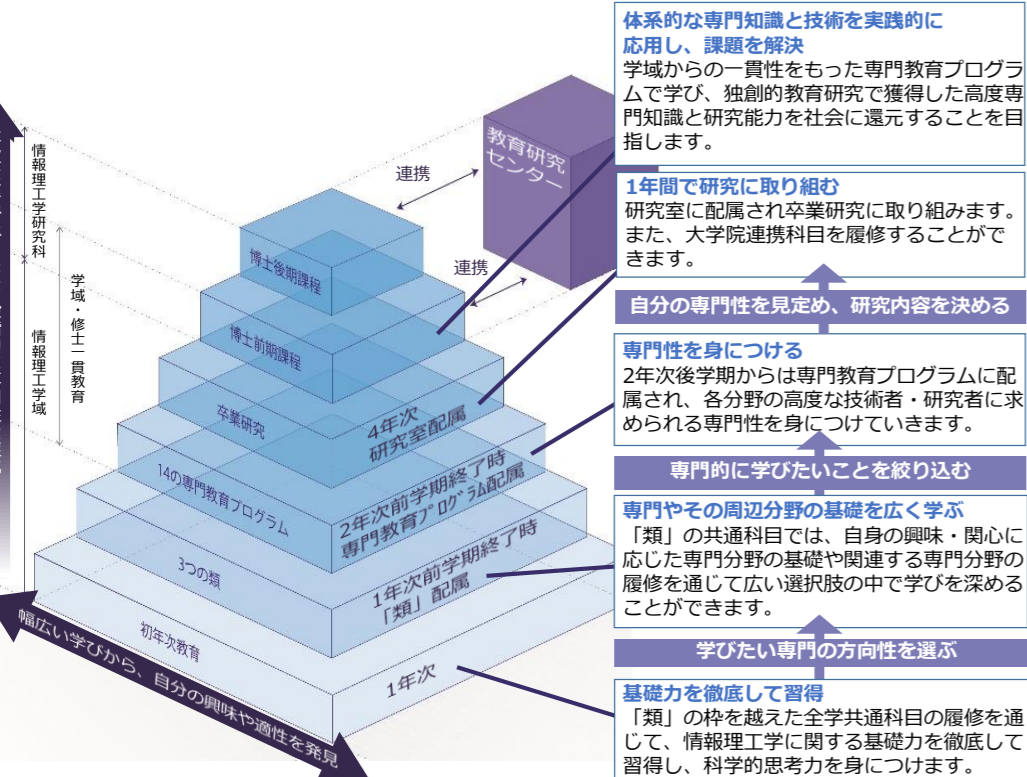 体系的な専門知識と技術を実践的に
応用し、課題を解決
学域からの一貫性をもった専門教育プログラ
ムで学び、独創的教育研究で獲得した高度専
門知識と研究能力を社会に還元することを目
指します。
1年間で研究に取り組む
研究室に配属され卒業研究に取り組みます。
また、大学院連携科目を履修することがで
きます。
自分の専門性を見定め、研究内容を決める
専門性を身につける
2年次後学期からは専門教育プログラムに配
属され、各分野の高度な技術者・研究者に求
められる専門性を身につけていきます。
専門的に学びたいことを絞り込む
専門やその周辺分野の基礎を広く学ぶ
「類」の共通科目では、自身の興味・関心に
応じた専門分野の基礎や関連する専門分野の
履修を通じて広い選択肢の中で学びを深める
ことができます。
学びたい専門の方向性を選ぶ
基礎力を徹底して習得
「類」の枠を越えた全学共通科目の履修を通
じて、情報理工学に関する基礎力を徹底して
習得し、科学的思考力を身につけます。
教育研究
センター
連携
連携
情報理工学研究科
情報理工学域
学域・修士一貫教育
博士後期課程
博士前期課程
卒業研究
4年次
研究室配属
14の専門教育プログラム
2年次前学期終了時
専門教育プログラム配属
3つの類
1年次前学期終了時
「類」配属
初年次教育
1年次
幅広い学びから、自分の興味や適性を発見